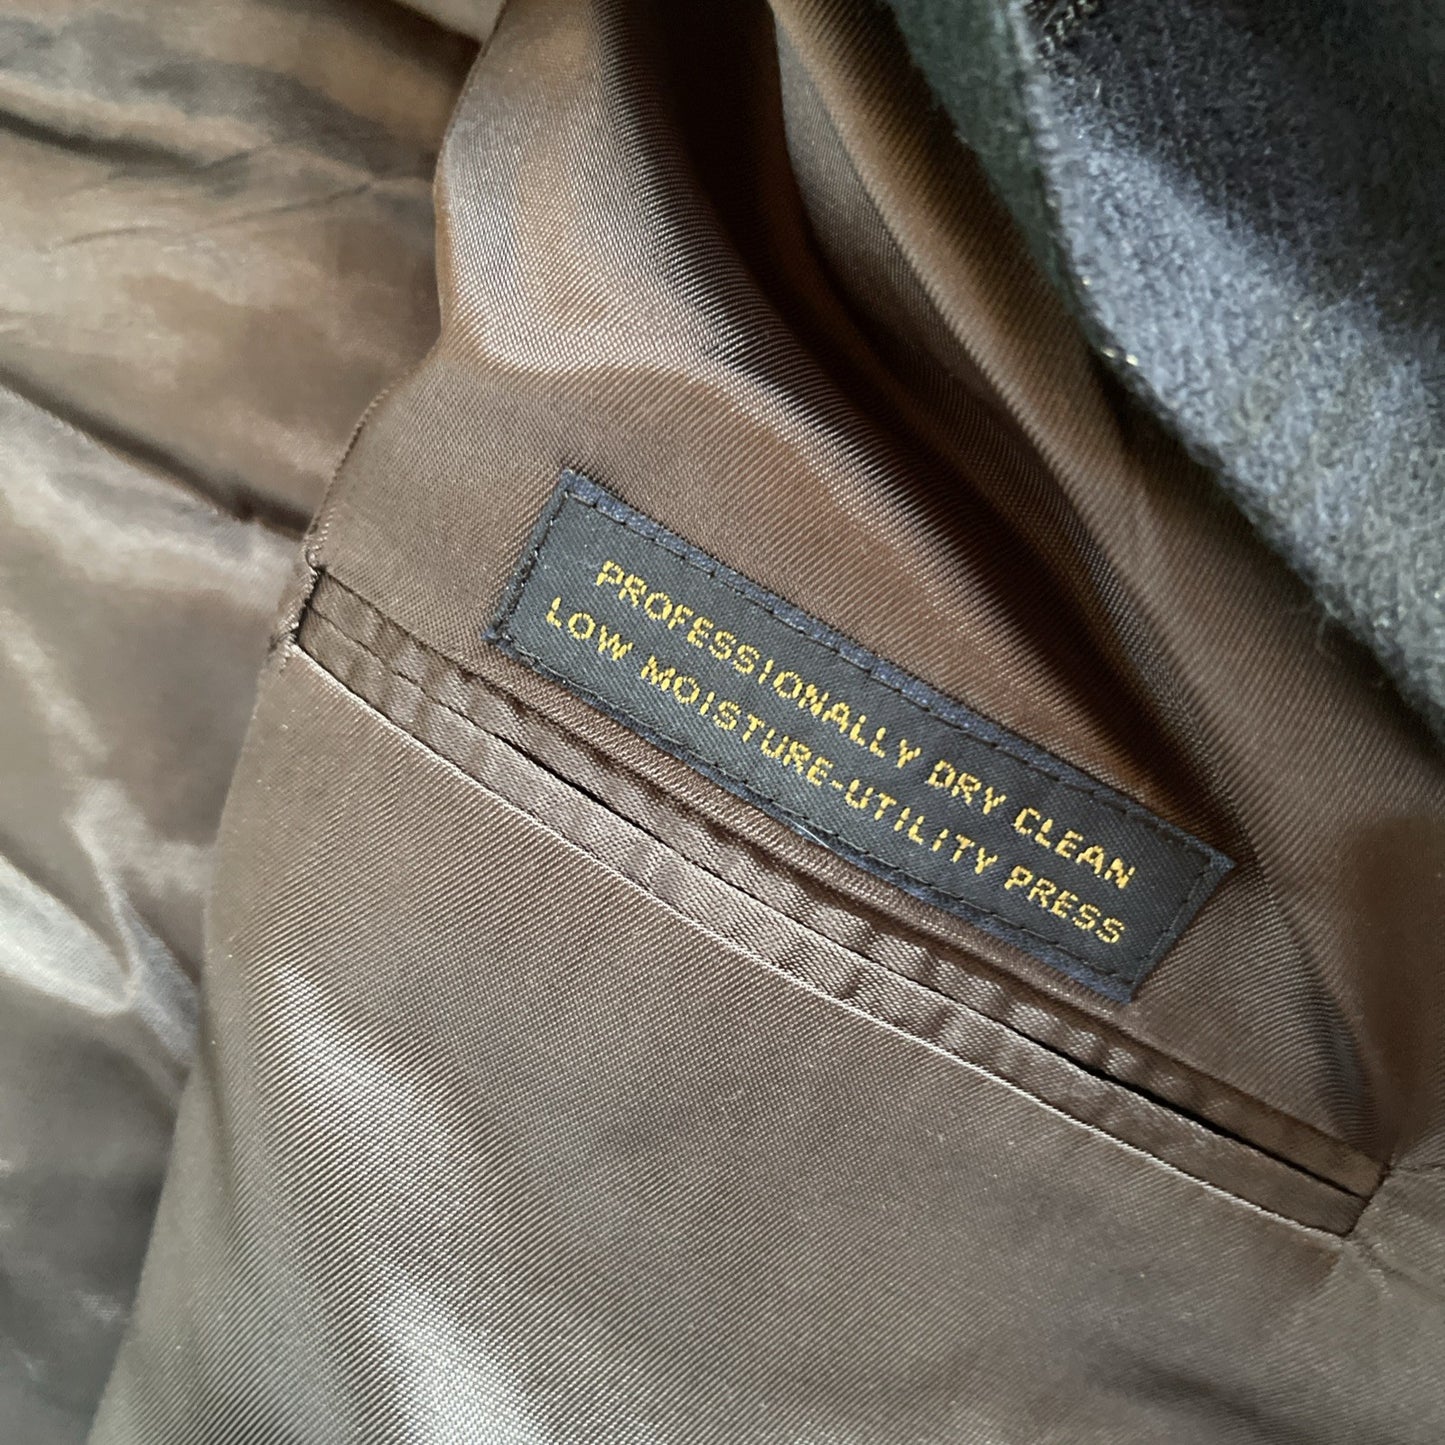 PROFESSIONALLY DRY CLEAN
LOW MOISTURE-UTILITY PRESS